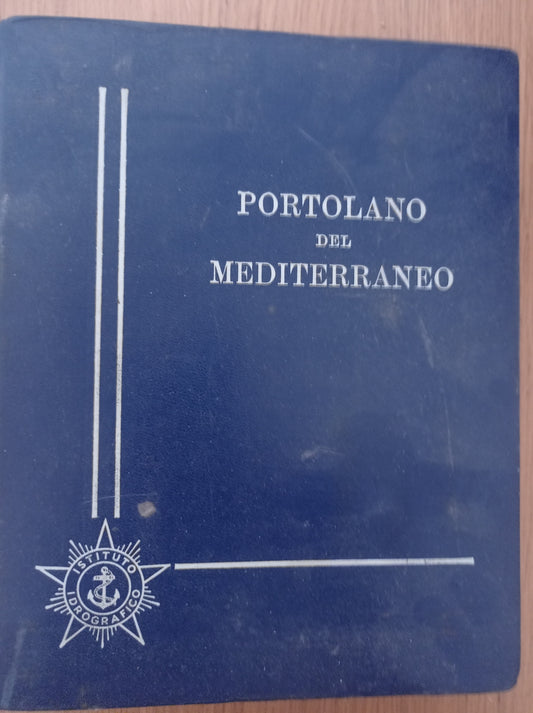 PORTOLANO
DEL
MEDITERRANEO
ISTITUTO
IDROGRAFICO